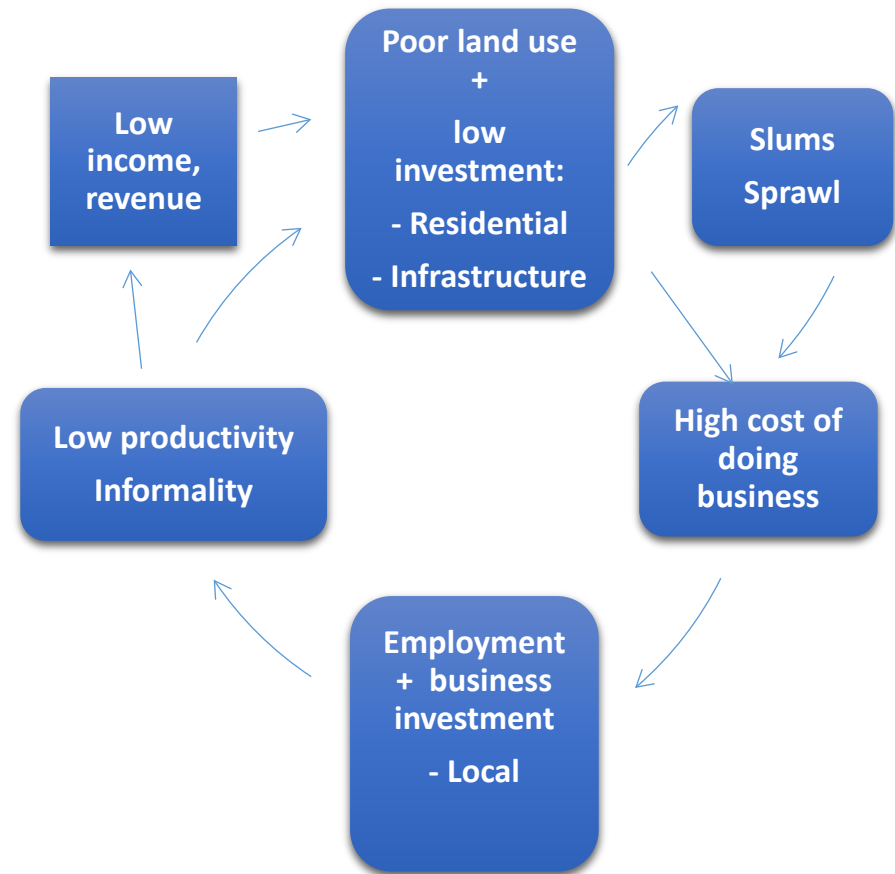 Poor land use
+
low
investment:
- Residential
- Infrastructure
Slums
Sprawl
High cost of
doing
business
Employment
+ business
investment
- Local
Low productivity
Informality
Low
income,
revenue